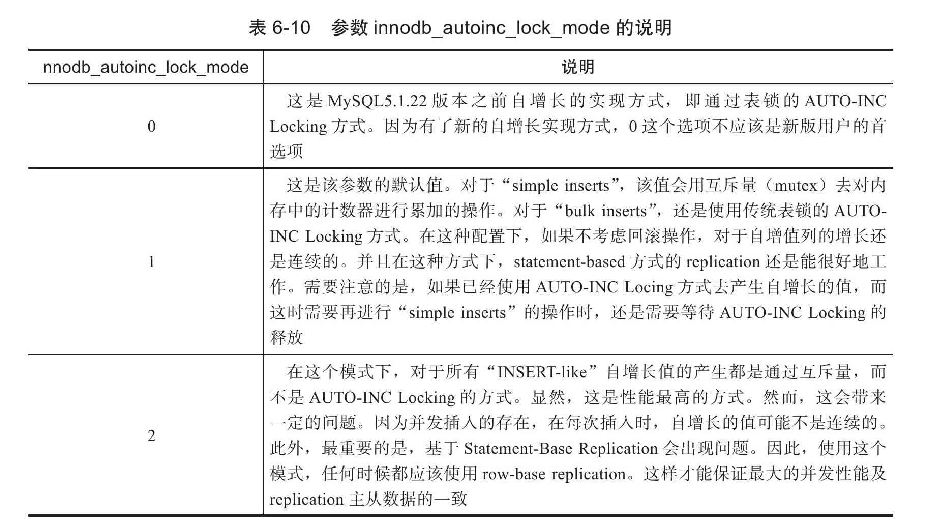 表 6-10 参数 innodb_autoinc_lock_mode 的说明
nnodb_autoinc_lock_mode
说明
0
这是 MySQL5.1.22 版本之前自增长的实现方式，即通过表锁的 AUTO-INC
Locking 方式。因为有了新的自增长实现方式，0 这个选项不应该是新版用户的首
选项
1
这是该参数的默认值。对于“simple inserts”，该值会用互斥量（mutex）去对内
存中的计数器进行累加的操作。对于“bulk inserts”，还是使用传统表锁的 AUTO-
INC Locking 方式。在这种配置下，如果不考虑回滚操作，对于自增值列的增长还
是连续的。并且在这种方式下，statement-based 方式的 replication 还是能很好地工
作。需要注意的是，如果已经使用 AUTO-INC Locing 方式去产生自增长的值，而
这时需要再进行“simple inserts”的操作时，还是需要等待 AUTO-INC Locking 的
释放
2
在这个模式下，对于所有“INSERT-like”自增长值的产生都是通过互斥量，而
不是 AUTO-INC Locking 的方式。显然，这是性能最高的方式。然而，这会带来
一定的问题。因为并发插入的存在，在每次插入时，自增长的值可能不是连续的。
此外，最重要的是，基于 Statement-Base Replication 会出现问题。因此，使用这个
模式，任何时候都应该使用 row-base replication。这样才能保证最大的并发性能及
replication 主从数据的一致